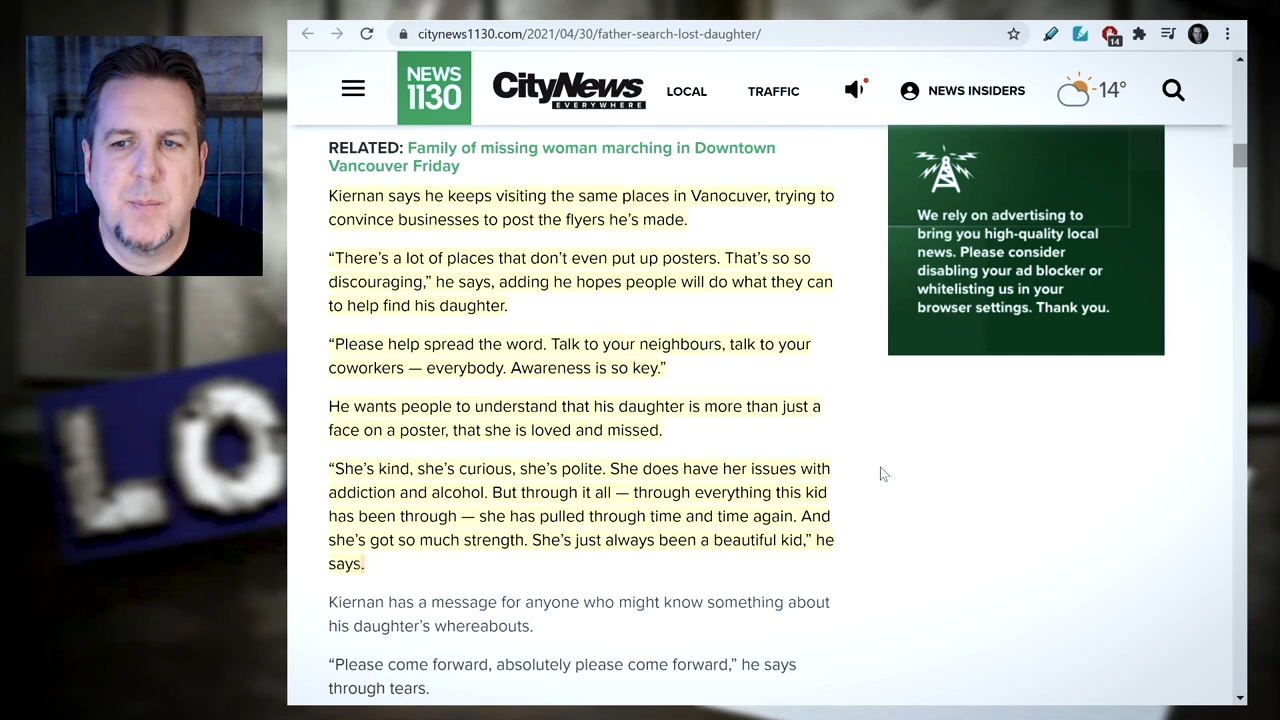 citynews1130.com/2021/04/30/father-search-lost-daughter/
14
NEWS
1130
CityNews
EVERYWHERE
LOCAL
TRAFFIC
NEWS INSIDERS
14°
RELATED: Family of missing woman marching in Downtown
Vancouver Friday
Kiernan says he keeps visiting the same places in Vanocuver, trying to
convince businesses to post the flyers he’s made.
“There’s a lot of places that don’t even put up posters. That’s so so
discouraging,” he says, adding he hopes people will do what they can
to help find his daughter.
“Please help spread the word. Talk to your neighbours, talk to your
coworkers — everybody. Awareness is so key.”
He wants people to understand that his daughter is more than just a
face on a poster, that she is loved and missed.
“She’s kind, she’s curious, she’s polite. She does have her issues with
addiction and alcohol. But through it all — through everything this kid
has been through — she has pulled through time and time again. And
she’s got so much strength. She’s just always been a beautiful kid,” he
says.
Kiernan has a message for anyone who might know something about
his daughter’s whereabouts.
“Please come forward, absolutely please come forward,” he says
through tears.
We rely on advertising to
bring you high-quality local
news. Please consider
disabling your ad blocker or
whitelisting us in your
browser settings. Thank you.
LO